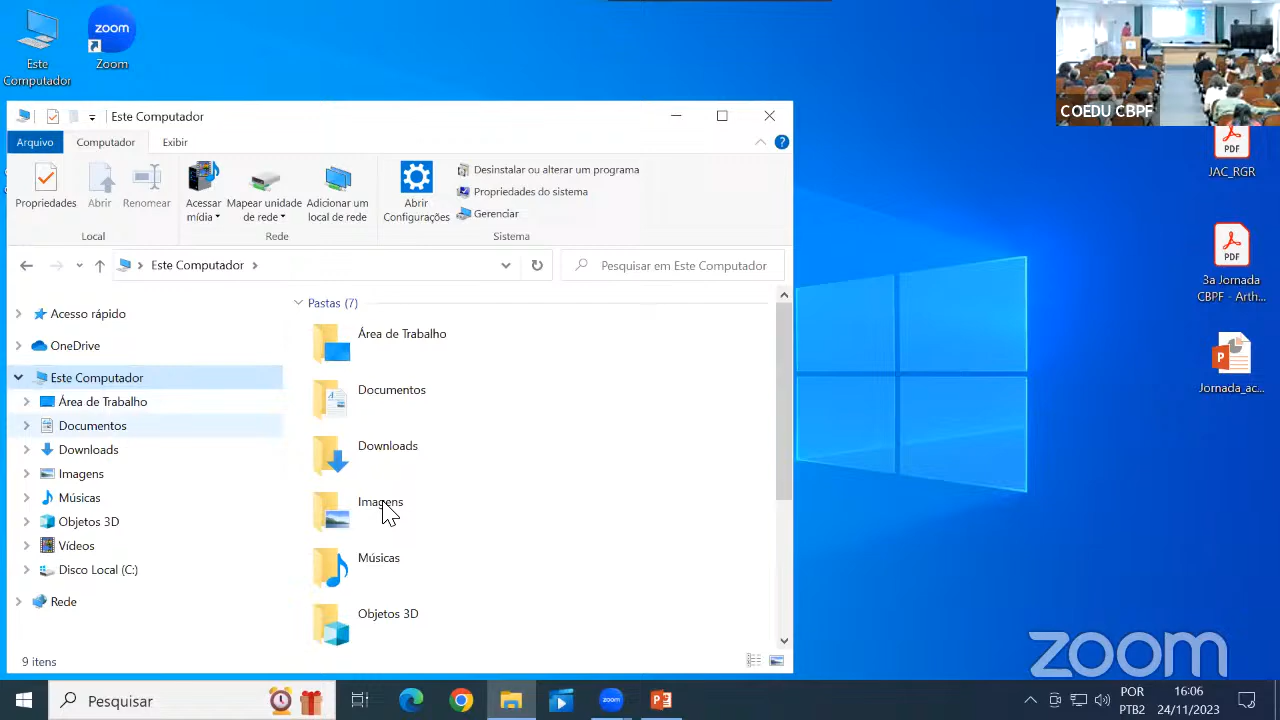 Este
Computador
zoom
Zoom
COEDU CBPF
PDF
JAC_RGR
PDF
3a Jornada
CBPF - Arth...
Jornada_ac...
Este Computador
Arquivo
Computador
Exibir
Propriedades
Abrir
Renomear
Local
Acessar
mídia
Mapear unidade
de rede
Adicionar um
local de rede
Rede
Abrir
Configurações
Desinstalar ou alterar um programa
Propriedades do sistema
Gerenciar
Sistema
Este Computador
Pesquisar em Este Computador
Acesso rápido
OneDrive
Este Computador
Área de Trabalho
Documentos
Downloads
Imagens
Músicas
Objetos 3D
Vídeos
Disco Local (C:)
Rede
Pastas (7)
Área de Trabalho
Documentos
Downloads
Imagens
Músicas
Objetos 3D
9 itens
zoom
Pesquisar
zoom
POR
PTB2
16:06
24/11/2023